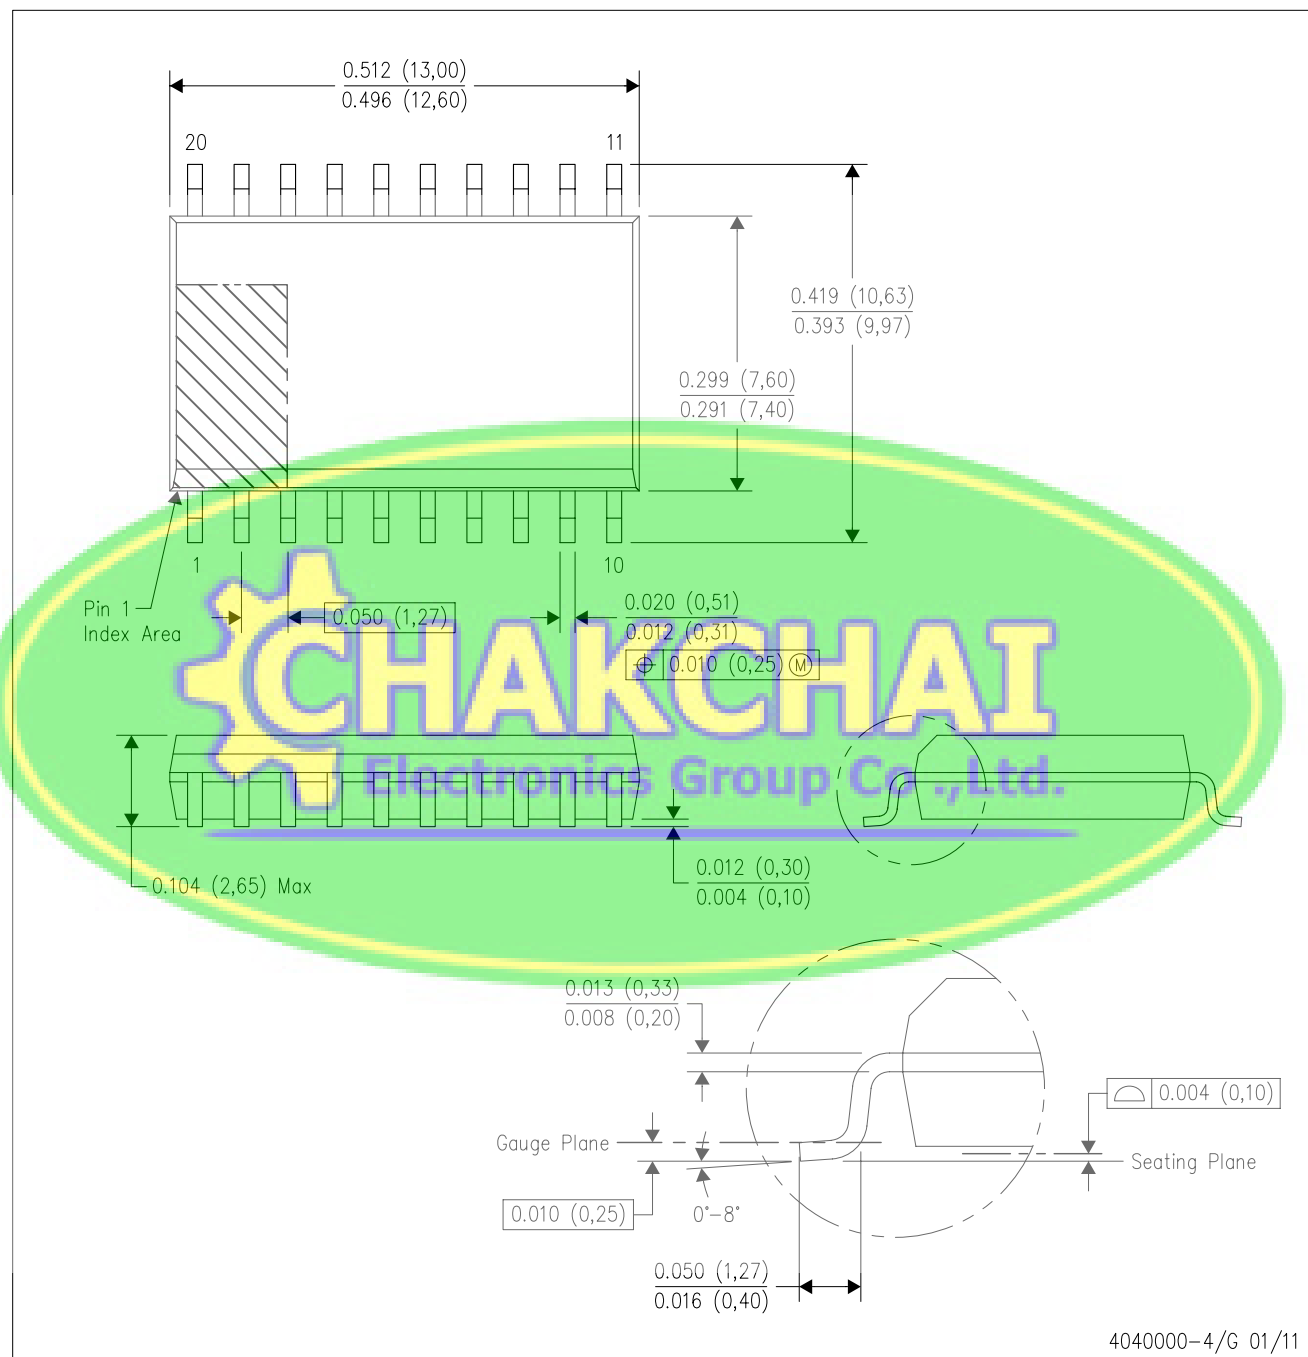 0.512 (13,00)
0.496 (12,60)
20
11
0.419 (10,63)
0.393 (9,97)
0.299 (7,60)
0.291 (7,40)
1
10
Pin 1
Index Area
0.050 (1,27)
0.020 (0,51)
0.012 (0,31)
0.010 (0,25) Ⓜ
CHAKCHAI
Electronics Group Co .,Ltd.
0.104 (2,65) Max
0.012 (0,30)
0.004 (0,10)
0.013 (0,33)
0.008 (0,20)
0.004 (0,10)
Gauge Plane
Seating Plane
0.010 (0,25)
0°–8°
0.050 (1,27)
0.016 (0,40)
4040000-4/G 01/11